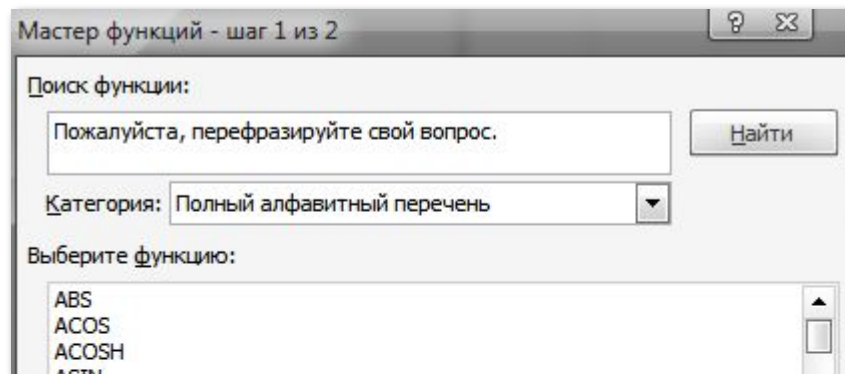 Мастер функций - шаг 1 из 2
Поиск функции:
Пожалуйста, перефразируйте свой вопрос.
Найти
Категория: Полный алфавитный перечень
Выберите функцию:
ABS
ACOS
ACOSH